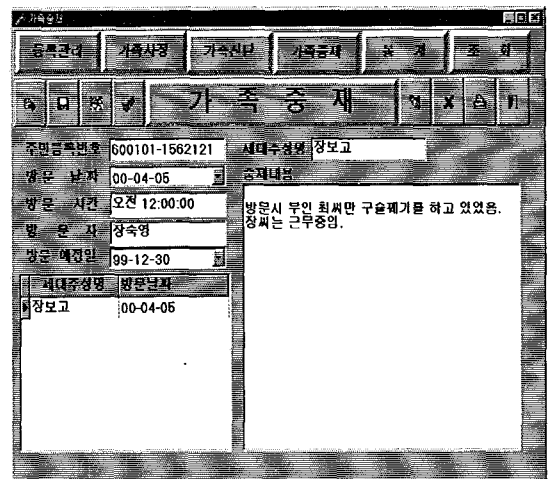 가족중재
등록관리 가족사정 가족진단 가족중재 통 계 조 회
가 족 중 재
주민등록번호 600101-1562121 세대주성명 장보고
방문 날짜 00-04-05 중재내용
방문 시간 오전 12:00:00
방 문 자 장숙영
방문 예정일 99-12-30
방문시 부인 최씨만 구슬꿰기를 하고 있었음.
장씨는 근무중임.
세대주성명 방문날짜
장보고 00-04-05